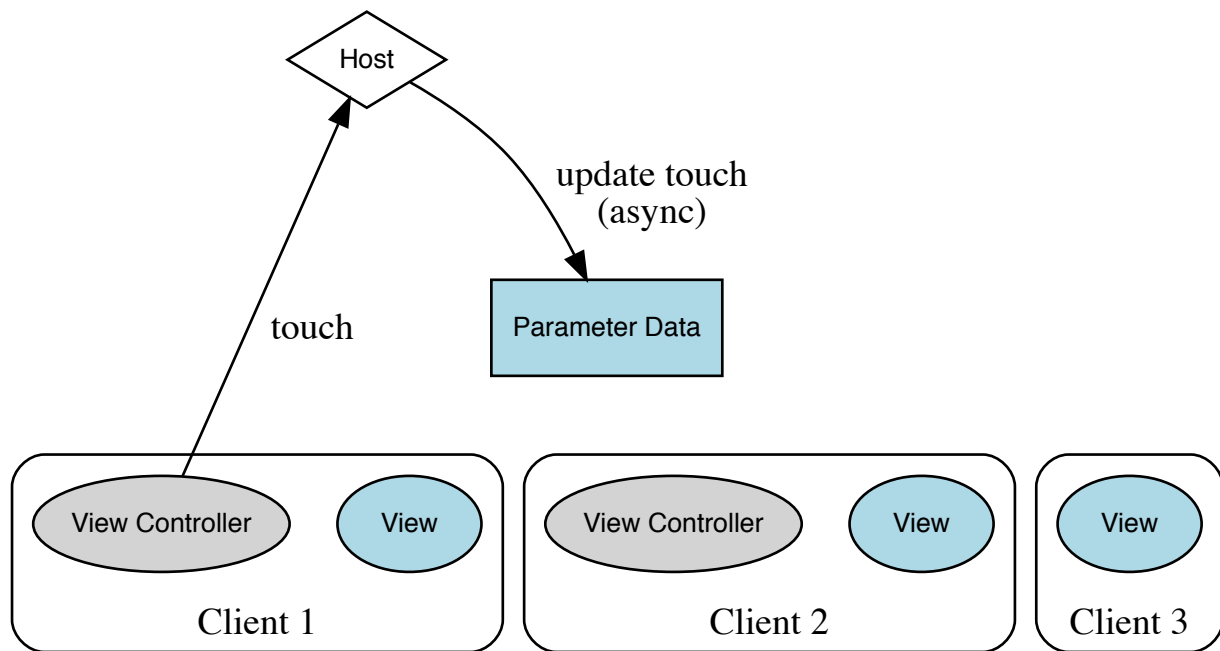 Host
update touch
(async)
Parameter Data
touch
View Controller
View
Client 1
View Controller
View
Client 2
View
Client 3